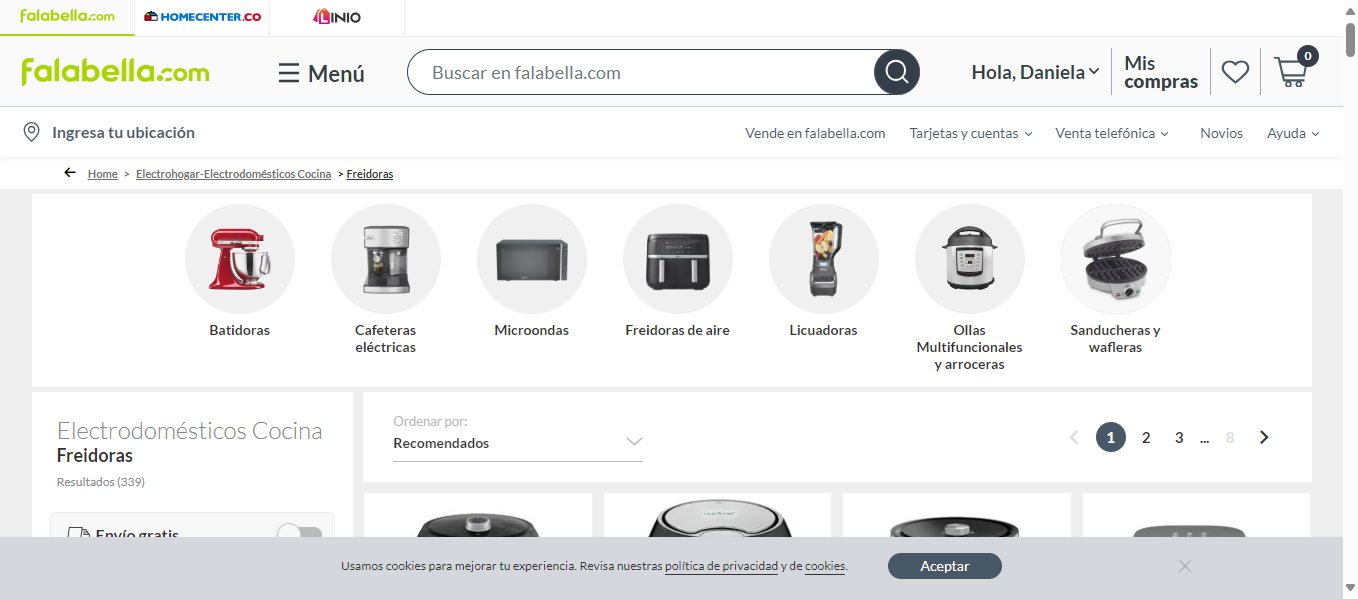 falabella.com
HOMECENTER.CO
LINIO
falabella.com
Menú
Buscar en falabella.com
Hola, Daniela
Mis
compras
0
Ingresa tu ubicación
Vende en falabella.com
Tarjetas y cuentas
Venta telefónica
Novios
Ayuda
Home > Electrohogar-Electrodomésticos Cocina > Freidoras
Batidoras
Cafeteras
eléctricas
Microondas
Freidoras de aire
Licuadoras
Ollas
Multifuncionales
y arroceras
Sanducheras y
wafleras
Electrodomésticos Cocina
Freidoras
Resultados (339)
Ordenar por:
Recomendados
1 2 3 ... 8
Envío gratis
Usamos cookies para mejorar tu experiencia. Revisa nuestras política de privacidad y de cookies.
Aceptar